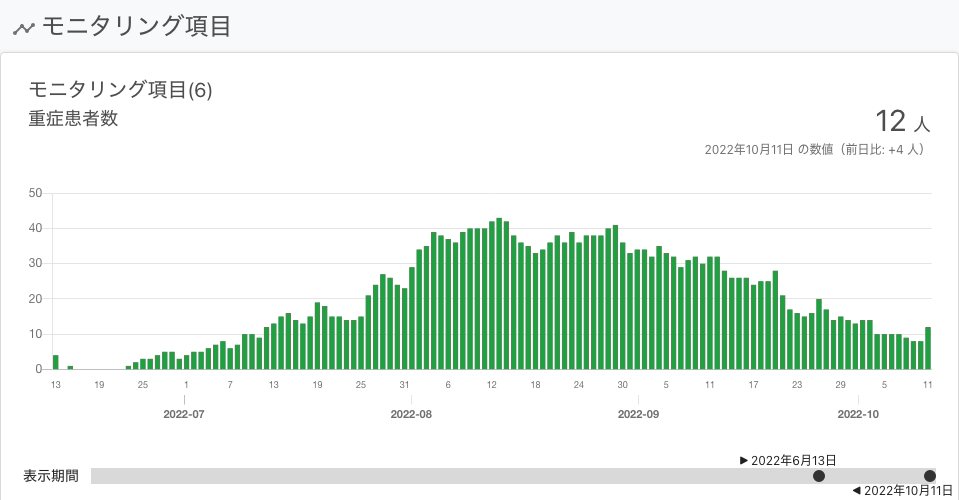 モニタリング項目
モニタリング項目(6)
重症患者数
12 人
2022年10月11日 の数値（前日比: +4 人）
50
40
30
20
10
0
13 19 25 1 7 13 19 25 31 6 12 18 24 30 5 11 17 23 29 5 11
2022-07 2022-08 2022-09 2022-10
2022年6月13日
表示期間
2022年10月11日